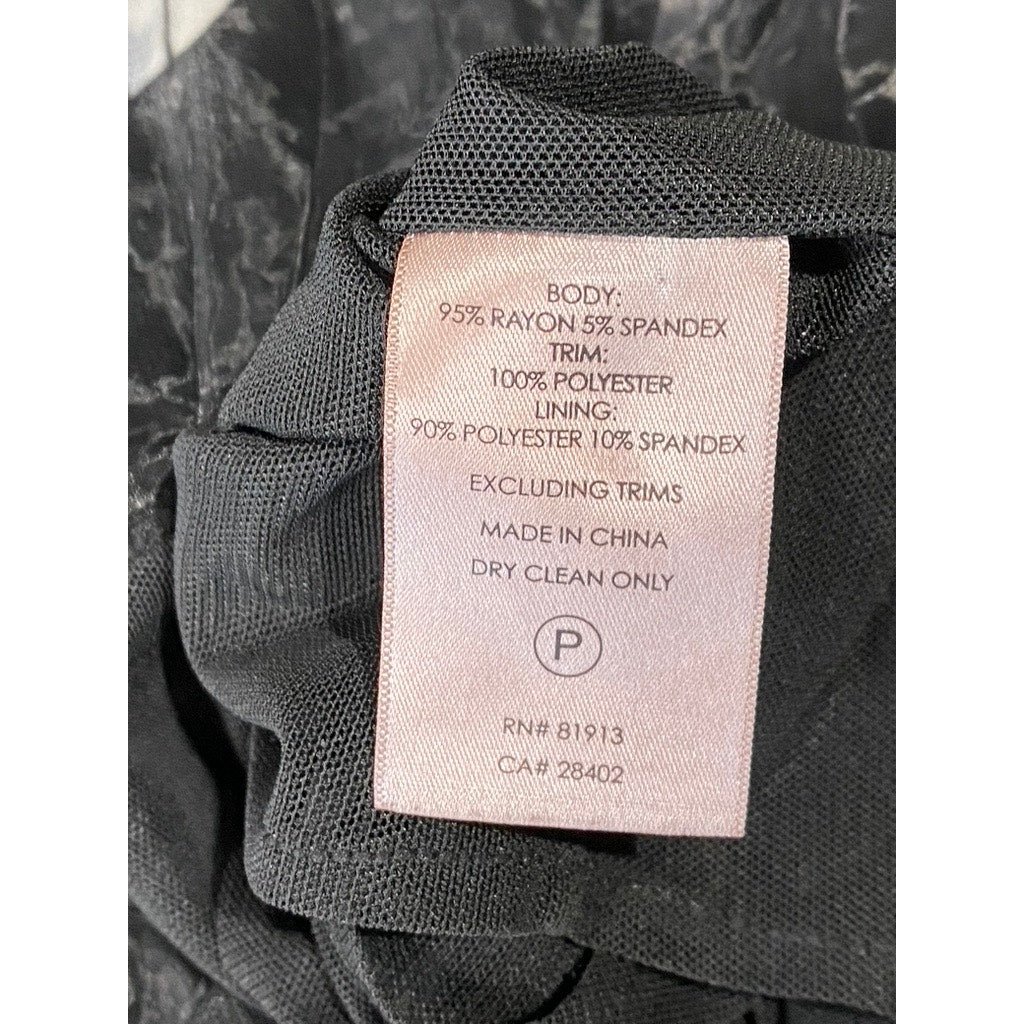 BODY:
95% RAYON 5% SPANDEX
TRIM:
100% POLYESTER
LINING:
90% POLYESTER 10% SPANDEX
EXCLUDING TRIMS
MADE IN CHINA
DRY CLEAN ONLY
P
RN# 81913
CA# 28402